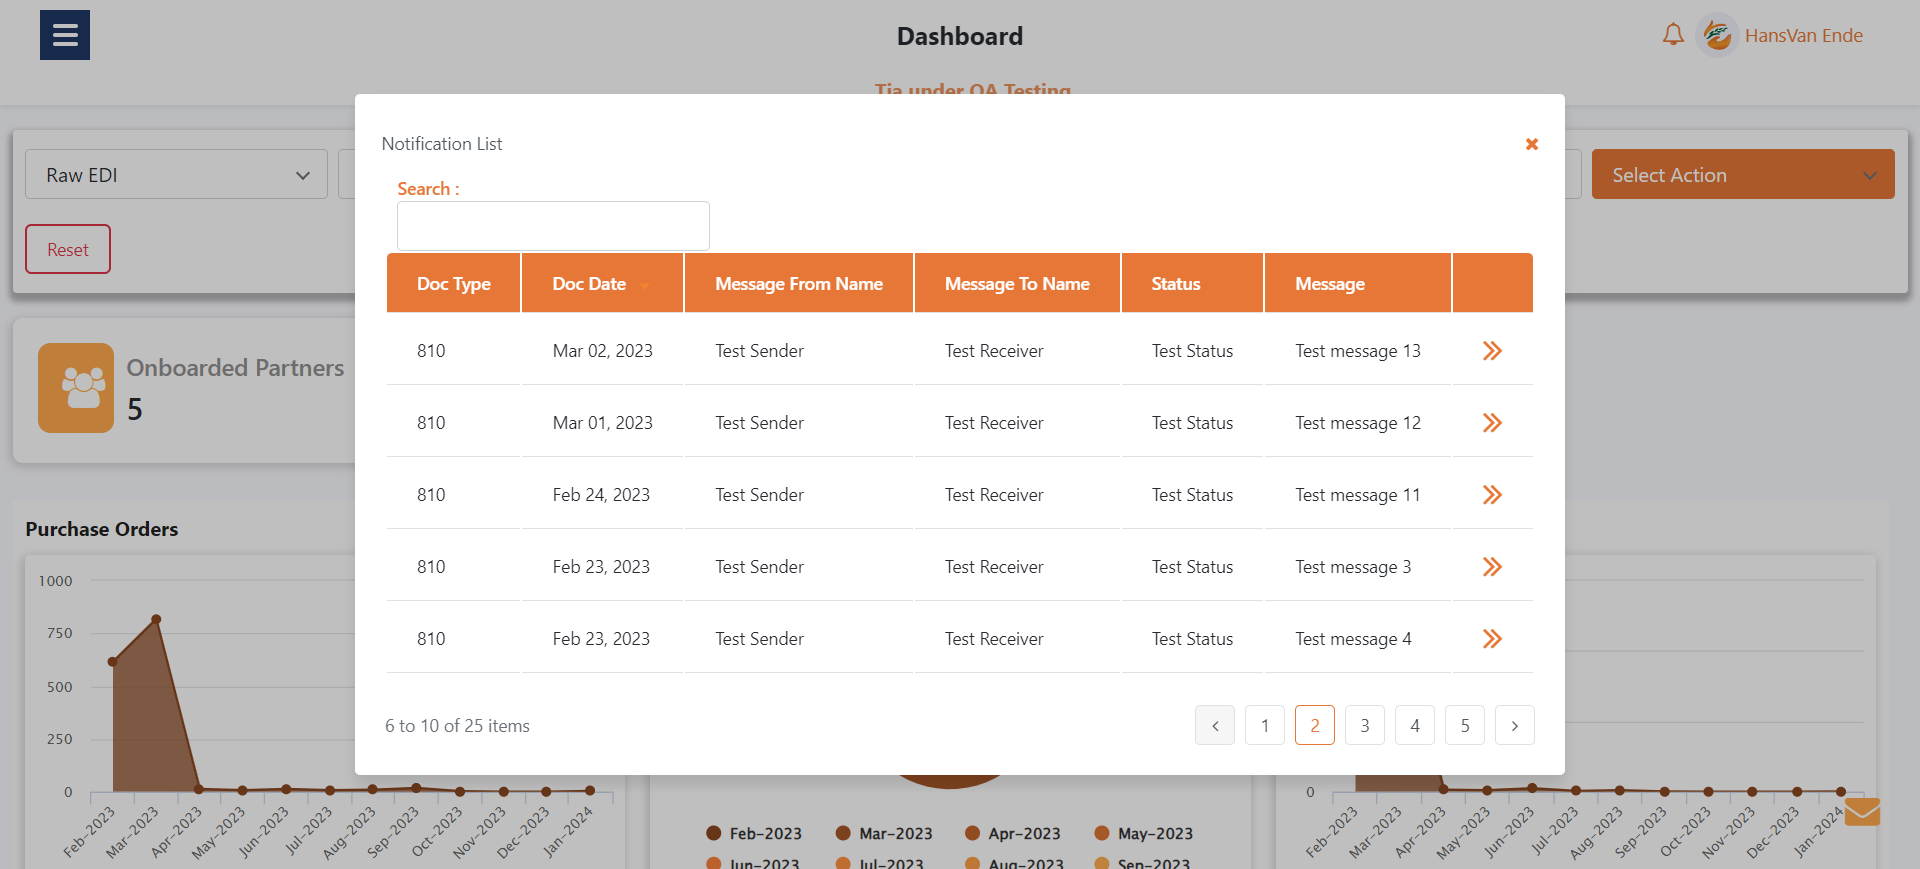 Dashboard
HansVan Ende
Tia under QA Testing
Notification List
Raw EDI
Select Action
Search :
Reset
Doc Type Doc Date Message From Name Message To Name Status Message
810 Mar 02, 2023 Test Sender Test Receiver Test Status Test message 13
810 Mar 01, 2023 Test Sender Test Receiver Test Status Test message 12
810 Feb 24, 2023 Test Sender Test Receiver Test Status Test message 11
810 Feb 23, 2023 Test Sender Test Receiver Test Status Test message 3
810 Feb 23, 2023 Test Sender Test Receiver Test Status Test message 4
6 to 10 of 25 items
‹ 1 2 3 4 5 ›
Onboarded Partners
5
Purchase Orders
1000
750
500
250
0
Feb-2023 Mar-2023 Apr-2023 May-2023 Jun-2023 Jul-2023 Aug-2023 Sep-2023 Oct-2023 Nov-2023 Dec-2023 Jan-2024
Feb-2023 Mar-2023 Apr-2023 May-2023
Jun-2023 Jul-2023 Aug-2023 Sep-2023
0
Feb-2023 Mar-2023 Apr-2023 May-2023 Jun-2023 Jul-2023 Aug-2023 Sep-2023 Oct-2023 Nov-2023 Dec-2023 Jan-2024